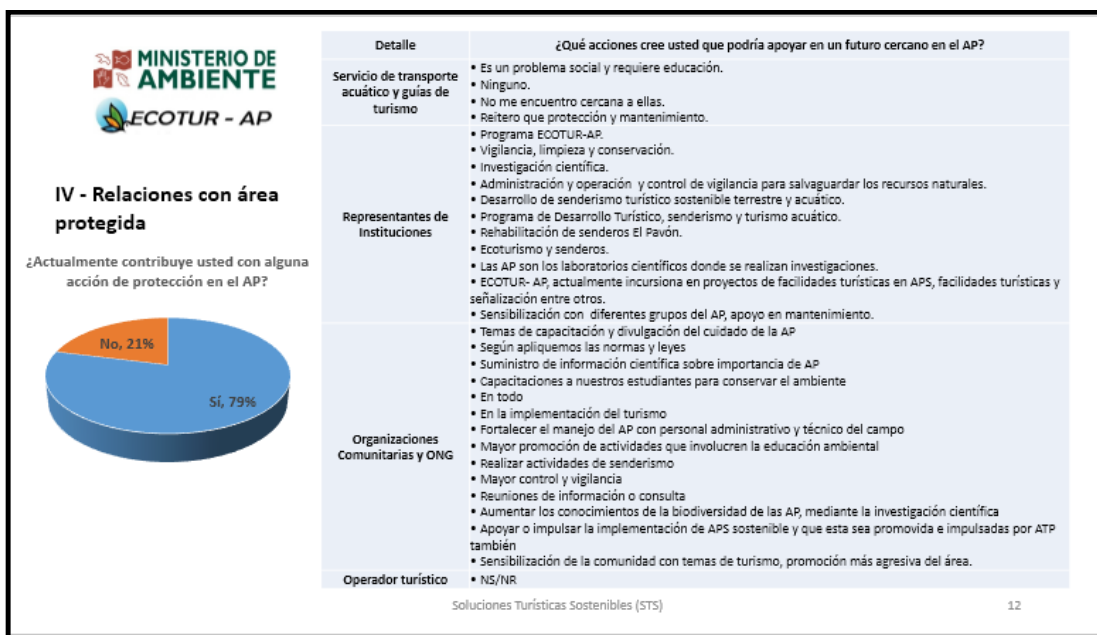 MINISTERIO DE
AMBIENTE
ECOTUR - AP
IV - Relaciones con área
protegida
¿Actualmente contribuye usted con alguna
acción de protección en el AP?
No, 21%
Sí, 79%
Detalle
¿Qué acciones cree usted que podría apoyar en un futuro cercano en el AP?
Servicio de transporte
acuático y guías de
turismo
▪ Es un problema social y requiere educación.
▪ Ninguno.
▪ No me encuentro cercana a ellas.
▪ Reitero que protección y mantenimiento.
Representantes de
Instituciones
▪ Programa ECOTUR-AP.
▪ Vigilancia, limpieza y conservación.
▪ Investigación científica.
▪ Administración y operación y control de vigilancia para salvaguardar los recursos naturales.
▪ Desarrollo de senderismo turístico sostenible terrestre y acuático.
▪ Programa de Desarrollo Turístico, senderismo y turismo acuático.
▪ Rehabilitación de senderos El Pavón.
▪ Ecoturismo y senderos.
▪ Las AP son los laboratorios científicos donde se realizan investigaciones.
▪ ECOTUR- AP, actualmente incursiona en proyectos de facilidades turísticas en APS, facilidades turísticas y
señalización entre otros.
▪ Sensibilización con diferentes grupos del AP, apoyo en mantenimiento.
Organizaciones
Comunitarias y ONG
▪ Temas de capacitación y divulgación del cuidado de la AP
▪ Según apliquemos las normas y leyes
▪ Suministro de información científica sobre importancia de AP
▪ Capacitaciones a nuestros estudiantes para conservar el ambiente
▪ En todo
▪ En la implementación del turismo
▪ Fortalecer el manejo del AP con personal administrativo y técnico del campo
▪ Mayor promoción de actividades que involucren la educación ambiental
▪ Realizar actividades de senderismo
▪ Mayor control y vigilancia
▪ Reuniones de información o consulta
▪ Aumentar los conocimientos de la biodiversidad de las AP, mediante la investigación científica
▪ Apoyar o impulsar la implementación de APS sostenible y que esta sea promovida e impulsadas por ATP
también
▪ Sensibilización de la comunidad con temas de turismo, promoción más agresiva del área.
Operador turístico
▪ NS/NR
Soluciones Turísticas Sostenibles (STS)
12